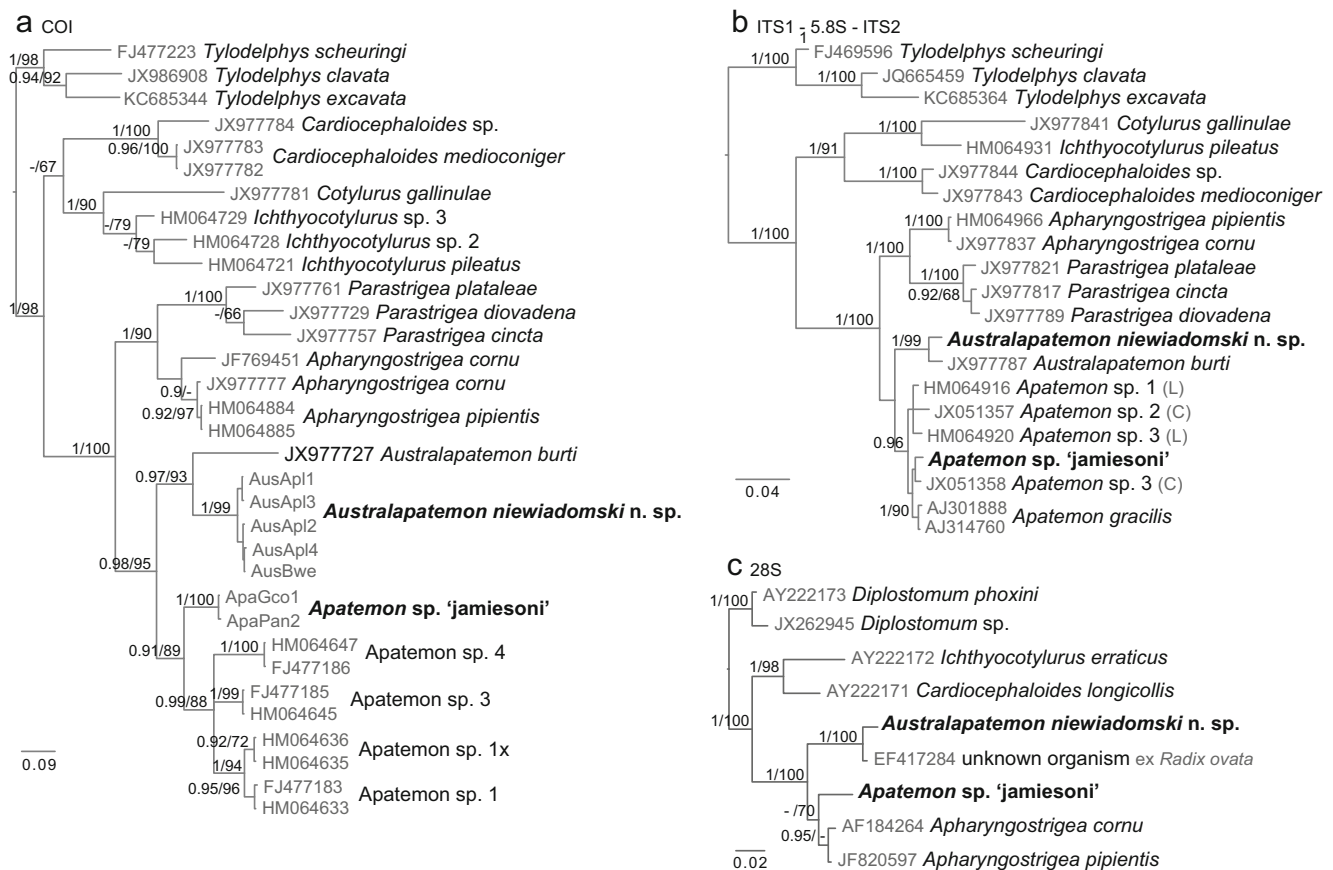 a COI
1/98
FJ477223 Tylodelphys scheuringi
0.94/92
JX986908 Tylodelphys clavata
KC685344 Tylodelphys excavata
1/100
JX977784 Cardiocephaloides sp.
0.96/100
JX977783
JX977782
Cardiocephaloides medioconiger
-/67
1/90
JX977781 Cotylurus gallinulae
-/79
HM064729 Ichthyocotylurus sp. 3
-/79
HM064728 Ichthyocotylurus sp. 2
HM064721 Ichthyocotylurus pileatus
1/98
1/100
JX977761 Parastrigea plataleae
-/66
JX977729 Parastrigea diovadena
JX977757 Parastrigea cincta
1/90
JF769451 Apharyngostrigea cornu
0.9/-
JX977777 Apharyngostrigea cornu
0.92/97
HM064884
HM064885
Apharyngostrigea pipientis
1/100
0.97/93
JX977727 Australapatemon burti
1/99
AusApl1
AusApl3
AusApl2
AusApl4
AusBwe
Australapatemon niewiadomski n. sp.
0.98/95
1/100
ApaGco1
ApaPan2
Apatemon sp. 'jamiesoni'
0.91/89
1/100
HM064647
FJ477186
Apatemon sp. 4
0.99/88
1/99
FJ477185
HM064645
Apatemon sp. 3
0.92/72
HM064636
HM064635
Apatemon sp. 1x
1/94
0.95/96
FJ477183
HM064633
Apatemon sp. 1
0.09
b ITS1 - 5.8S - ITS2
1
1/100
FJ469596 Tylodelphys scheuringi
1/100
JQ665459 Tylodelphys clavata
KC685364 Tylodelphys excavata
1/100
JX977841 Cotylurus gallinulae
HM064931 Ichthyocotylurus pileatus
1/91
1/100
JX977844 Cardiocephaloides sp.
JX977843 Cardiocephaloides medioconiger
1/100
1/100
HM064966 Apharyngostrigea pipientis
JX977837 Apharyngostrigea cornu
1/100
JX977821 Parastrigea plataleae
0.92/68
JX977817 Parastrigea cincta
JX977789 Parastrigea diovadena
1/100
1/99
Australapatemon niewiadomski n. sp.
JX977787 Australapatemon burti
HM064916 Apatemon sp. 1 (L)
JX051357 Apatemon sp. 2 (C)
HM064920 Apatemon sp. 3 (L)
0.96
Apatemon sp. 'jamiesoni'
JX051358 Apatemon sp. 3 (C)
1/90
AJ301888
AJ314760
Apatemon gracilis
0.04
c 28S
1/100
AY222173 Diplostomum phoxini
JX262945 Diplostomum sp.
1/98
AY222172 Ichthyocotylurus erraticus
AY222171 Cardiocephaloides longicollis
1/100
1/100
Australapatemon niewiadomski n. sp.
EF417284 unknown organism ex Radix ovata
1/100
Apatemon sp. 'jamiesoni'
- /70
0.95/ -
AF184264 Apharyngostrigea cornu
JF820597 Apharyngostrigea pipientis
0.02